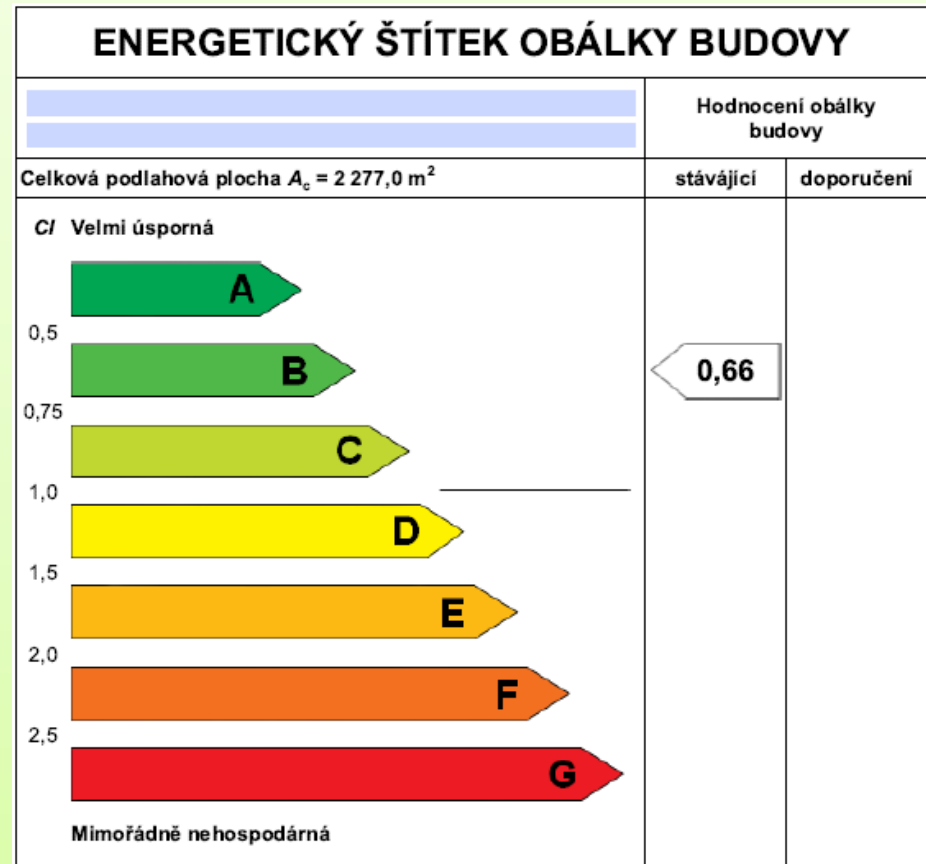 ENERGETICKÝ ŠTÍTEK OBÁLKY BUDOVY
Hodnocení obálky
budovy
Celková podlahová plocha Ac = 2 277,0 m²
stávající
doporučení
CI Velmi úsporná
A
0,5
B
0,66
0,75
C
1,0
D
1,5
E
2,0
F
2,5
G
Mimořádně nehospodárná